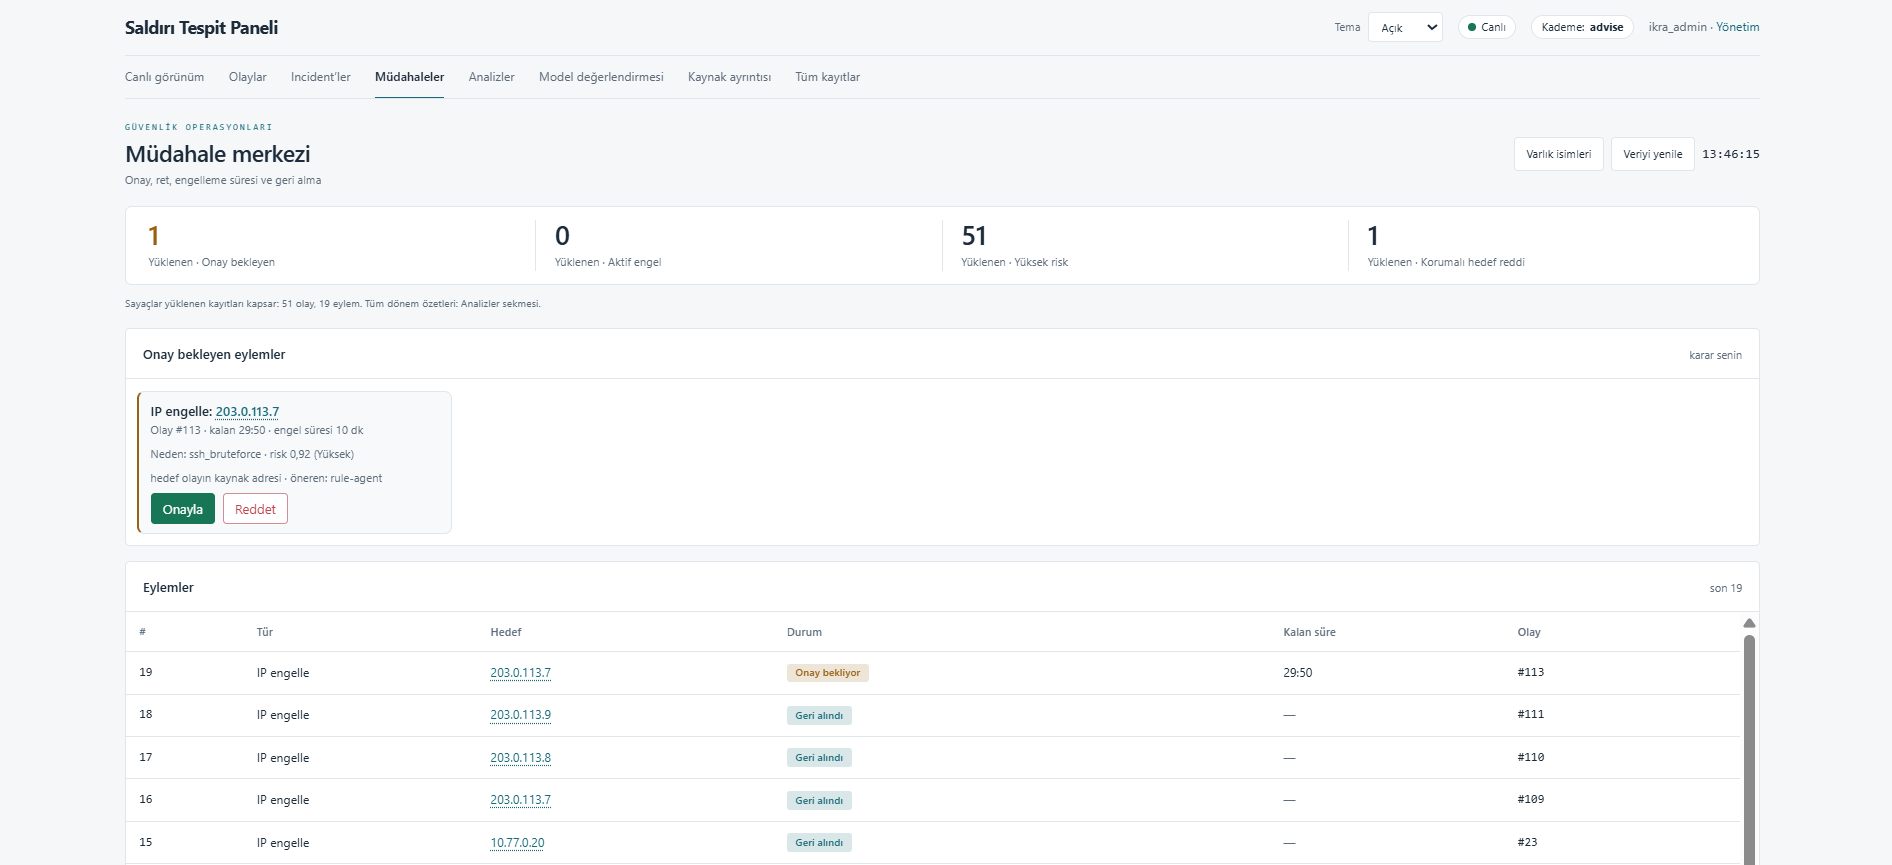 Saldırı Tespit Paneli
Tema Açık Canlı Kademe: advise ikra_admin · Yönetim
Canlı görünüm Olaylar Incident'ler Müdahaleler Analizler Model değerlendirmesi Kaynak ayrıntısı Tüm kayıtlar
GÜVENLİK OPERASYONLARI
Müdahale merkezi
Onay, ret, engelleme süresi ve geri alma
Varlık isimleri Veriyi yenile 13:46:15
1 0 51 1
Yüklenen · Onay bekleyen Yüklenen · Aktif engel Yüklenen · Yüksek risk Yüklenen · Korumalı hedef reddi
Sayaçlar yüklenen kayıtları kapsar: 51 olay, 19 eylem. Tüm dönem özetleri: Analizler sekmesi.
Onay bekleyen eylemler karar senin
IP engelle: 203.0.113.7
Olay #113 · kalan 29:50 · engel süresi 10 dk
Neden: ssh_bruteforce · risk 0,92 (Yüksek)
hedef olayın kaynak adresi · öneren: rule-agent
Onayla Reddet
Eylemler son 19
# Tür Hedef Durum Kalan süre Olay
19 IP engelle 203.0.113.7 Onay bekliyor 29:50 #113
18 IP engelle 203.0.113.9 Geri alındı — #111
17 IP engelle 203.0.113.8 Geri alındı — #110
16 IP engelle 203.0.113.7 Geri alındı — #109
15 IP engelle 10.77.0.20 Geri alındı — #23